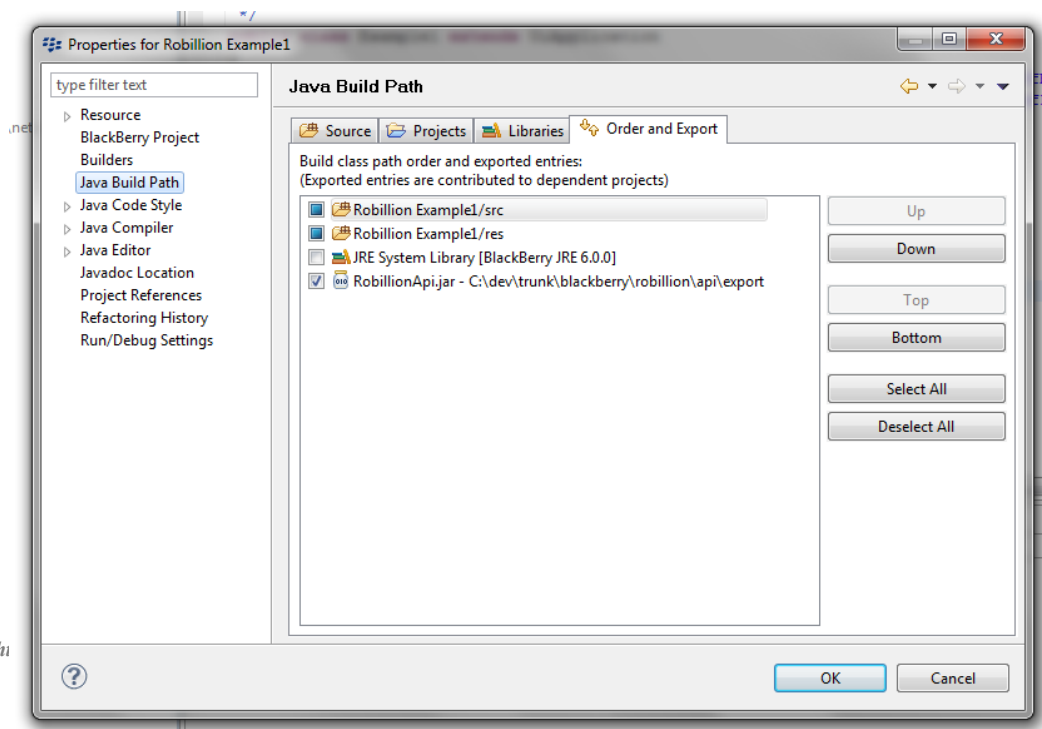 */
Properties for Robillion Example1
type filter text
Java Build Path
Resource
BlackBerry Project
Builders
Java Build Path
Java Code Style
Java Compiler
Java Editor
Javadoc Location
Project References
Refactoring History
Run/Debug Settings
Source Projects Libraries Order and Export
Build class path order and exported entries:
(Exported entries are contributed to dependent projects)
Robillion Example1/src
Robillion Example1/res
JRE System Library [BlackBerry JRE 6.0.0]
RobillionApi.jar - C:\dev\trunk\blackberry\robillion\api\export
Up
Down
Top
Bottom
Select All
Deselect All
OK
Cancel